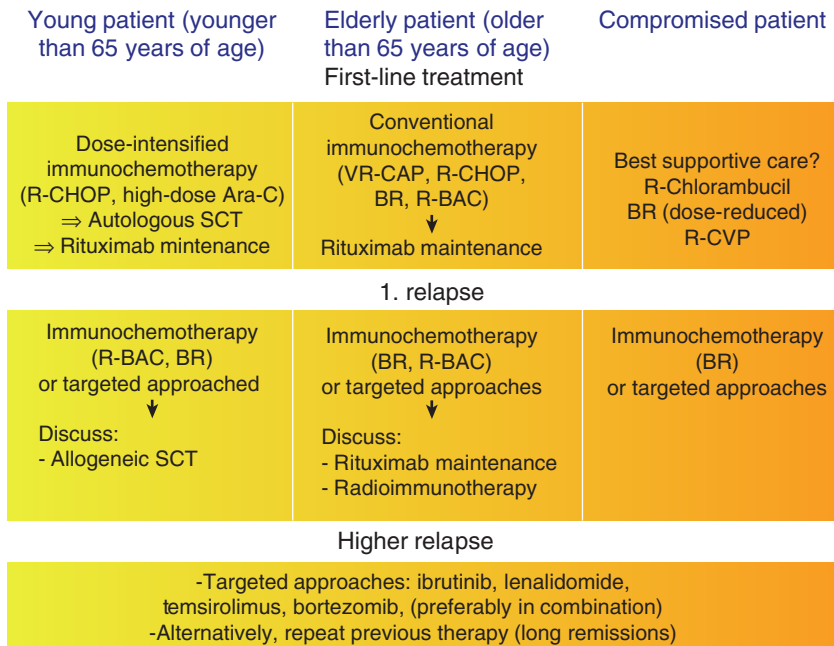 Young patient (younger
than 65 years of age)
Elderly patient (older
than 65 years of age)
Compromised patient
First-line treatment
Dose-intensified
immunochemotherapy
(R-CHOP, high-dose Ara-C)
⇒ Autologous SCT
⇒ Rituximab mintenance
Conventional
immunochemotherapy
(VR-CAP, R-CHOP,
BR, R-BAC)
Rituximab maintenance
Best supportive care?
R-Chlorambucil
BR (dose-reduced)
R-CVP
1. relapse
Immunochemotherapy
(R-BAC, BR)
or targeted approached
Discuss:
- Allogeneic SCT
Immunochemotherapy
(BR, R-BAC)
or targeted approaches
Discuss:
- Rituximab maintenance
- Radioimmunotherapy
Immunochemotherapy
(BR)
or targeted approaches
Higher relapse
-Targeted approaches: ibrutinib, lenalidomide,
temsirolimus, bortezomib, (preferably in combination)
-Alternatively, repeat previous therapy (long remissions)